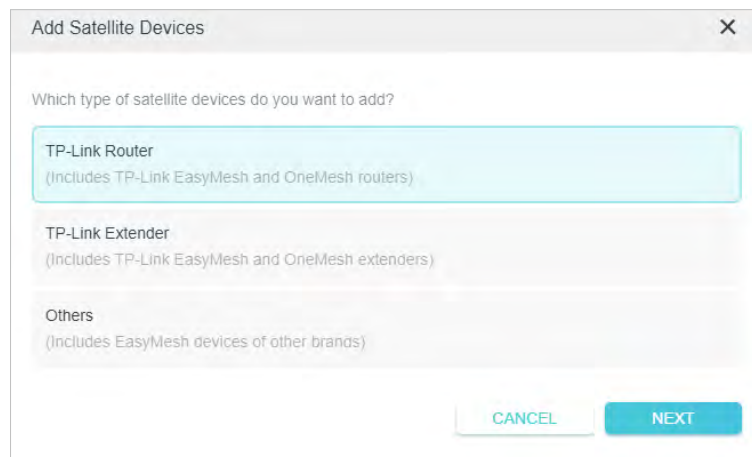 Add Satellite Devices
Which type of satellite devices do you want to add?
TP-Link Router
(Includes TP-Link EasyMesh and OneMesh routers)
TP-Link Extender
(Includes TP-Link EasyMesh and OneMesh extenders)
Others
(Includes EasyMesh devices of other brands)
CANCEL NEXT